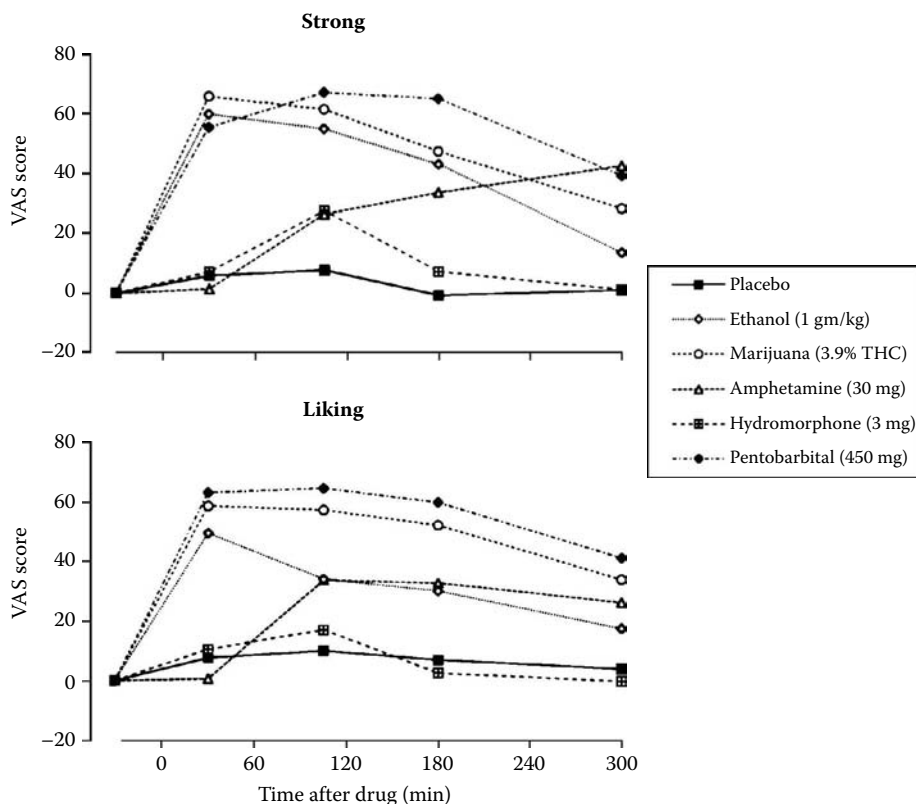 Strong
80
60
40
20
0
−20
VAS score
Placebo
Ethanol (1 gm/kg)
Marijuana (3.9% THC)
Amphetamine (30 mg)
Hydromorphone (3 mg)
Pentobarbital (450 mg)
Liking
80
60
40
20
0
−20
VAS score
0 60 120 180 240 300
Time after drug (min)